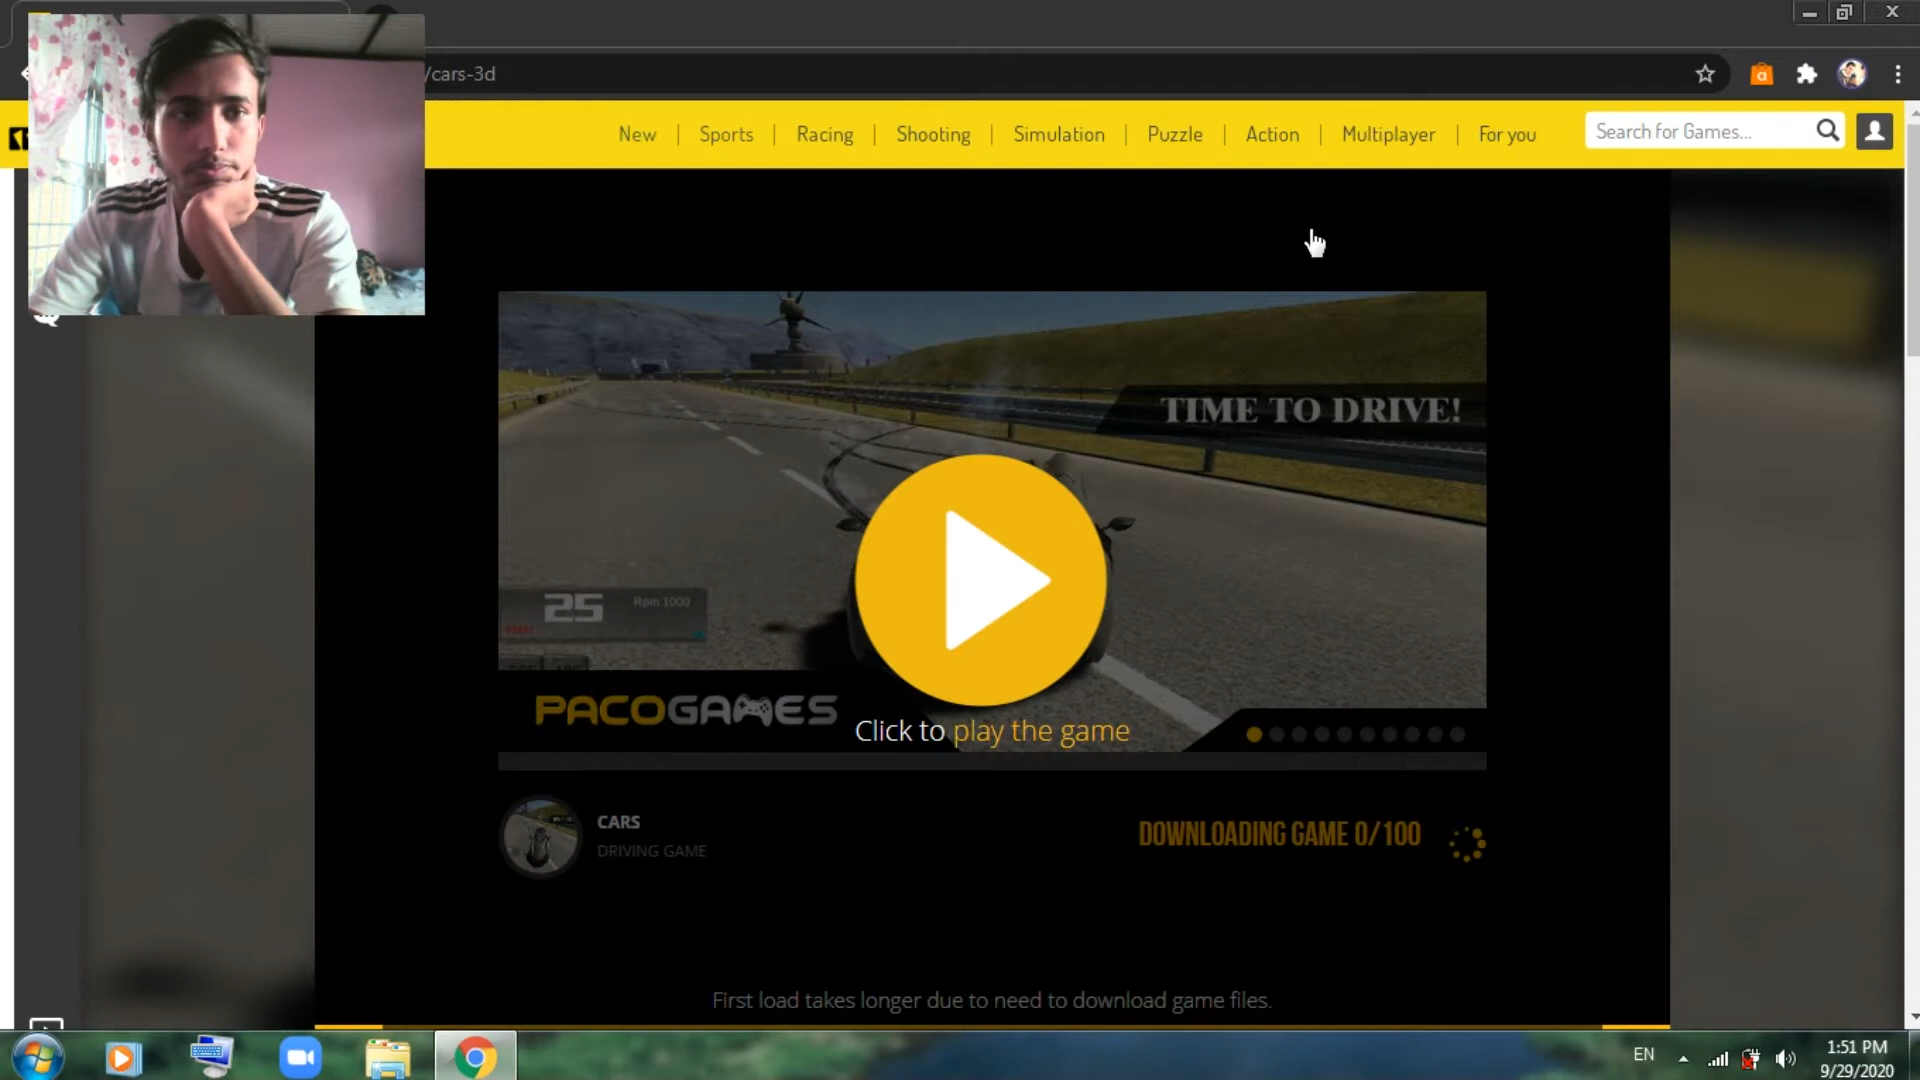 /cars-3d
New | Sports | Racing | Shooting | Simulation | Puzzle | Action | Multiplayer | For you
Search for Games...
TIME TO DRIVE!
25
Rpm 1000
PACOGAMES
Click to play the game
CARS
DRIVING GAME
DOWNLOADING GAME 0/100
First load takes longer due to need to download game files.
EN
1:51 PM
9/29/2020